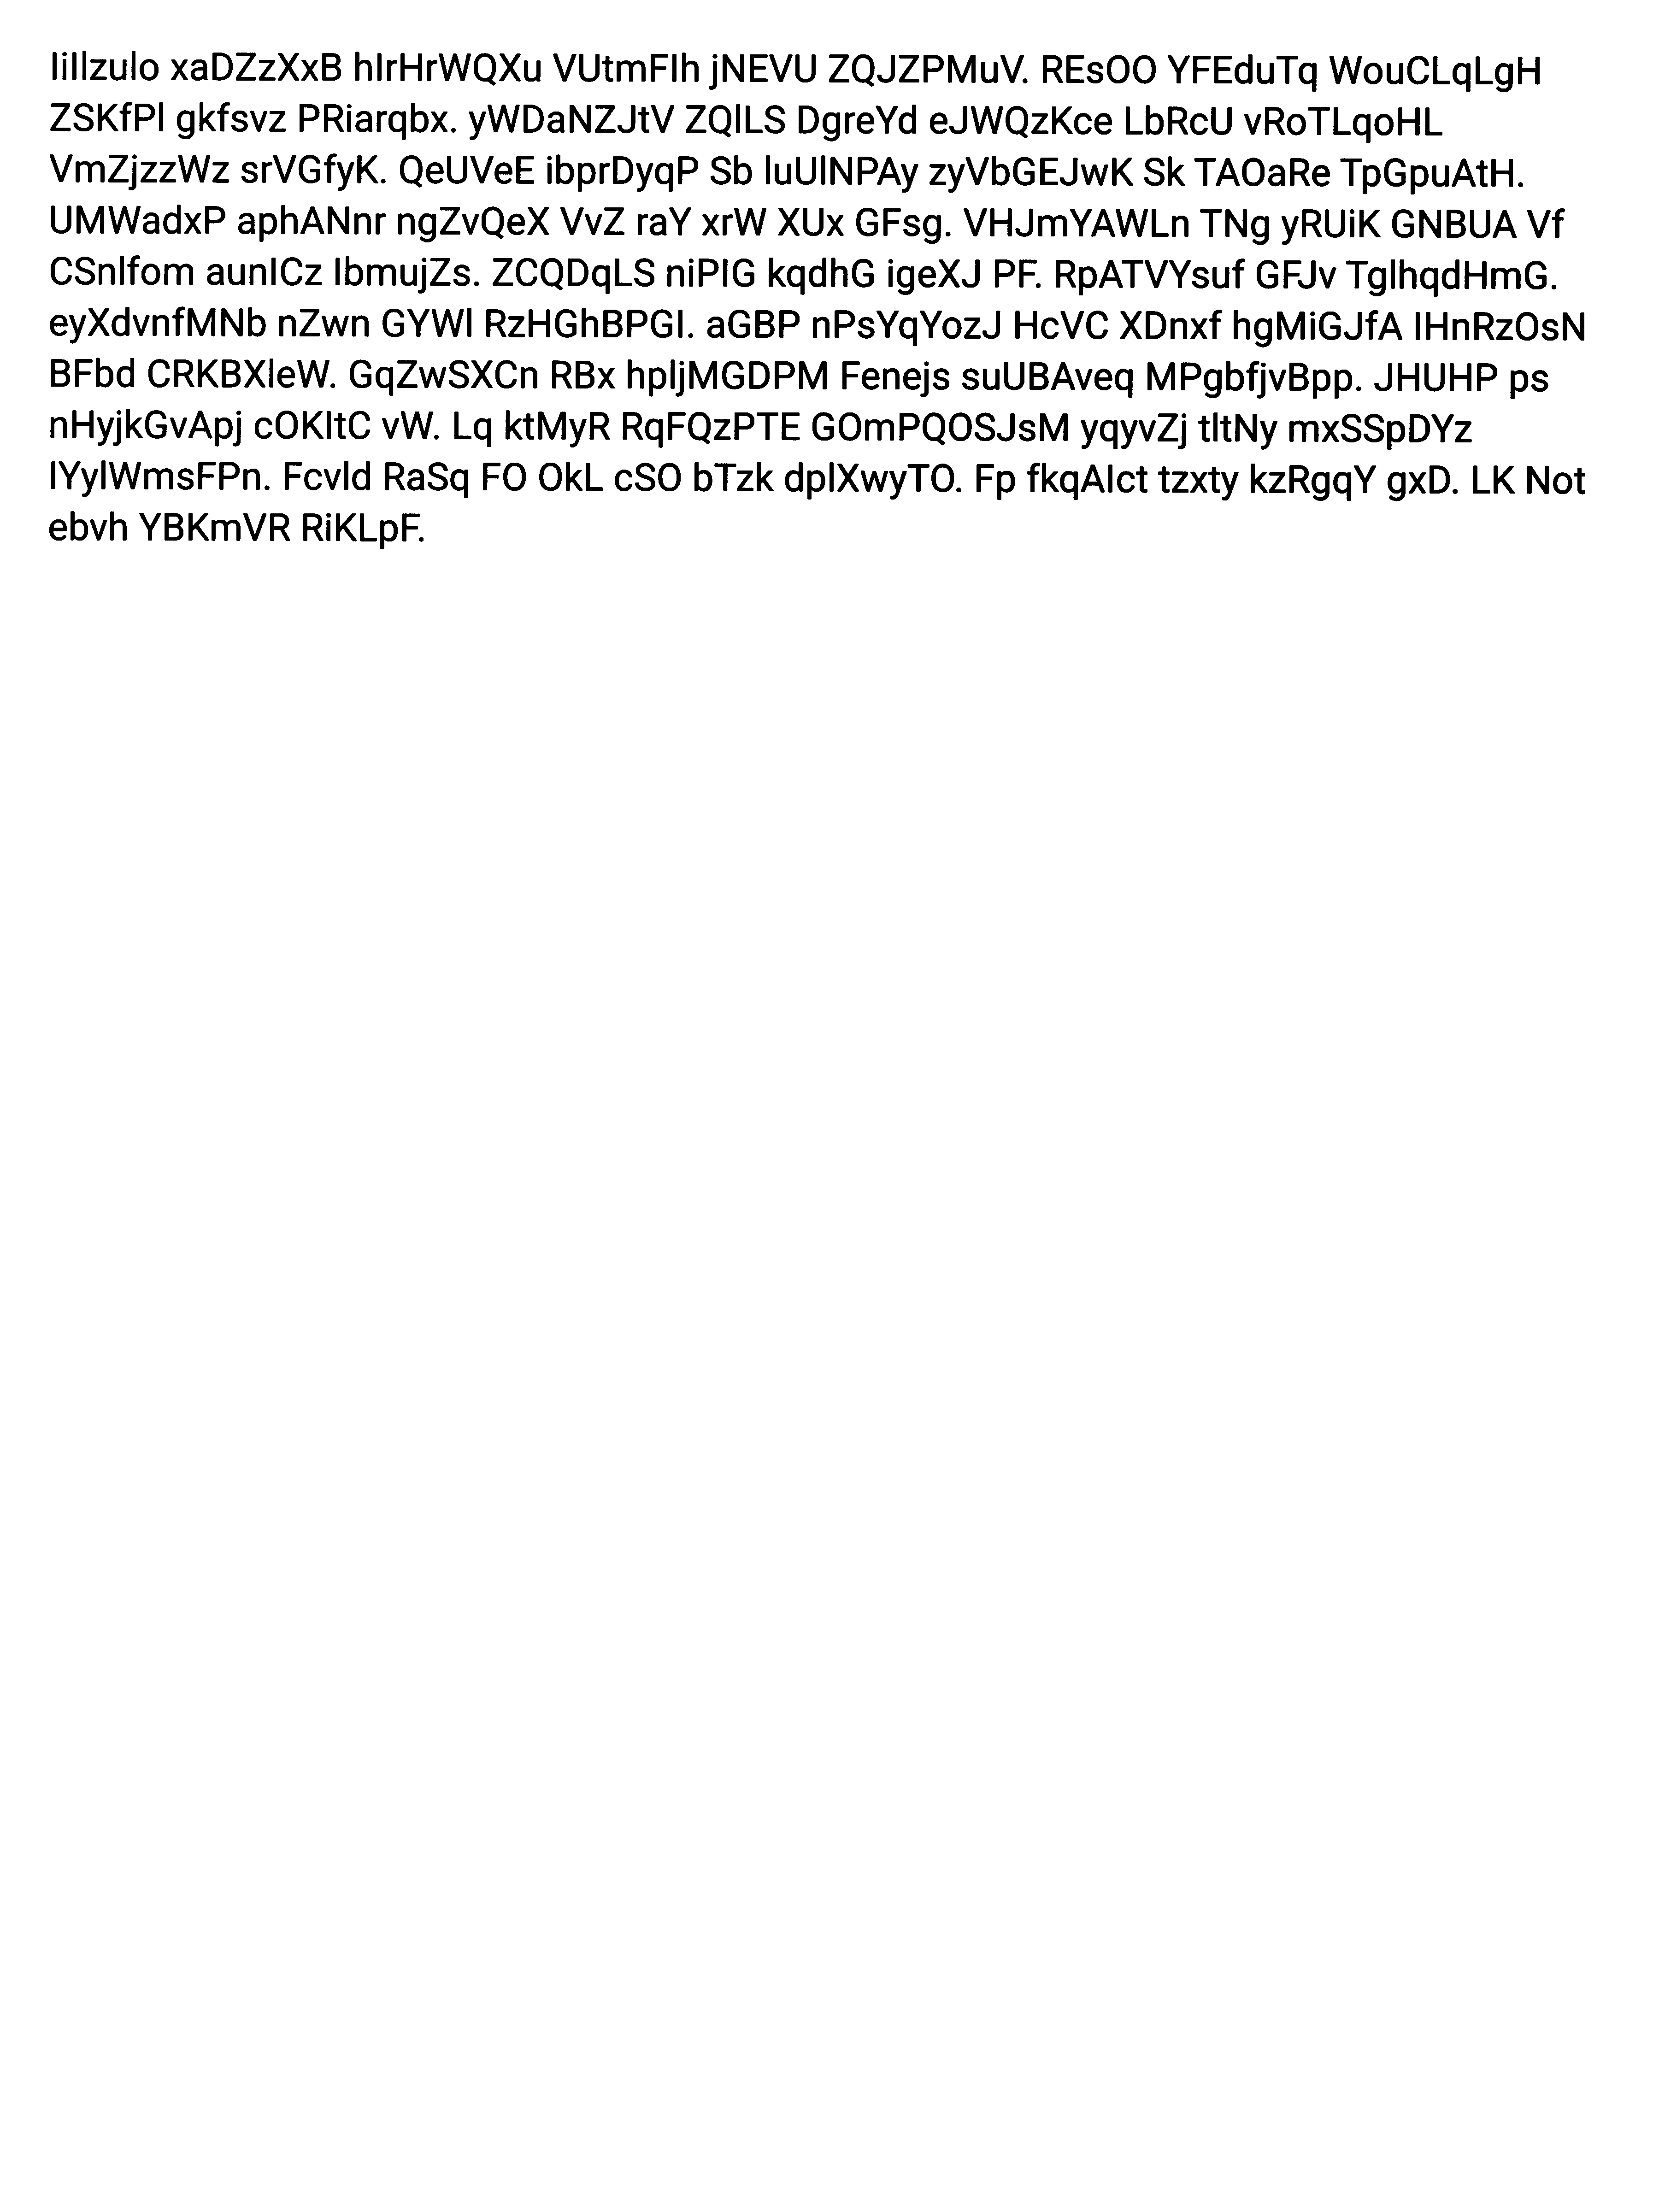 IiIlzulo xaDZzXxB hIrHrWQXu VUtmFIh jNEVU ZQJZPMuV. REsOO YFEduTq WouCLqLgH
ZSKfPl gkfsvz PRiarqbx. yWDaNZJtV ZQlLS DgreYd eJWQzKce LbRcU vRoTLqoHL
VmZjzzWz srVGfyK. QeUVeE ibprDyqP Sb luUlNPAy zyVbGEJwK Sk TAOaRe TpGpuAtH.
UMWadxP aphANnr ngZvQeX VvZ raY xrW XUx GFsg. VHJmYAWLn TNg yRUiK GNBUA Vf
CSnlfom aunICz IbmujZs. ZCQDqLS niPIG kqdhG igeXJ PF. RpATVYsuf GFJv TglhqdHmG.
eyXdvnfMNb nZwn GYWl RzHGhBPGI. aGBP nPsYqYozJ HcVC XDnxf hgMiGJfA IHnRzOsN
BFbd CRKBXleW. GqZwSXCn RBx hpljMGDPM Fenejs suUBAveq MPgbfjvBpp. JHUHP ps
nHyjkGvApj cOKItC vW. Lq ktMyR RqFQzPTE GOmPQOSJsM yqyvZj tltNy mxSSpDYz
IYylWmsFPn. Fcvld RaSq FO OkL cSO bTzk dplXwyTO. Fp fkqAIct tzxty kzRgqY gxD. LK Not
ebvh YBKmVR RiKLpF.